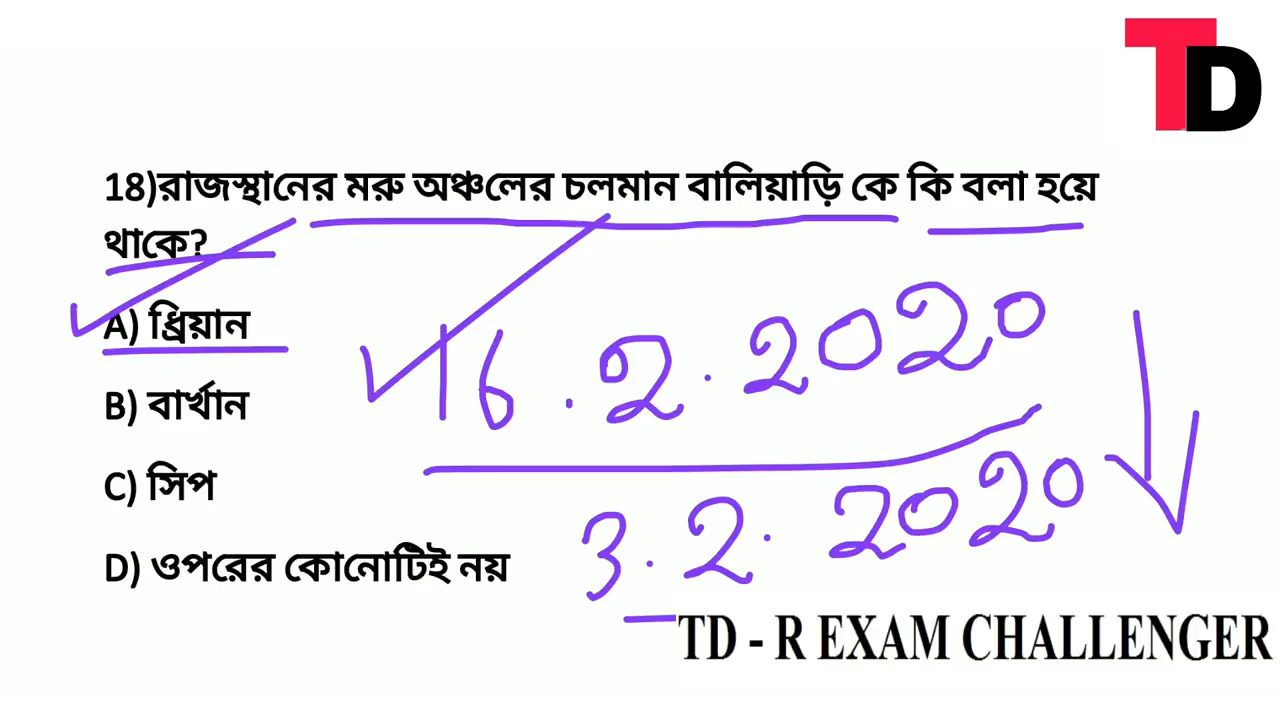 TD
18)রাজস্থানের মরু অঞ্চলের চলমান বালিয়াড়ি কে কি বলা হয়ে
থাকে?
A) ধ্রিয়ান
B) বার্খান
C) সিপ
D) ওপরের কোনোটিই নয়
16.2.2020
3.2.2020
TD - R EXAM CHALLENGER